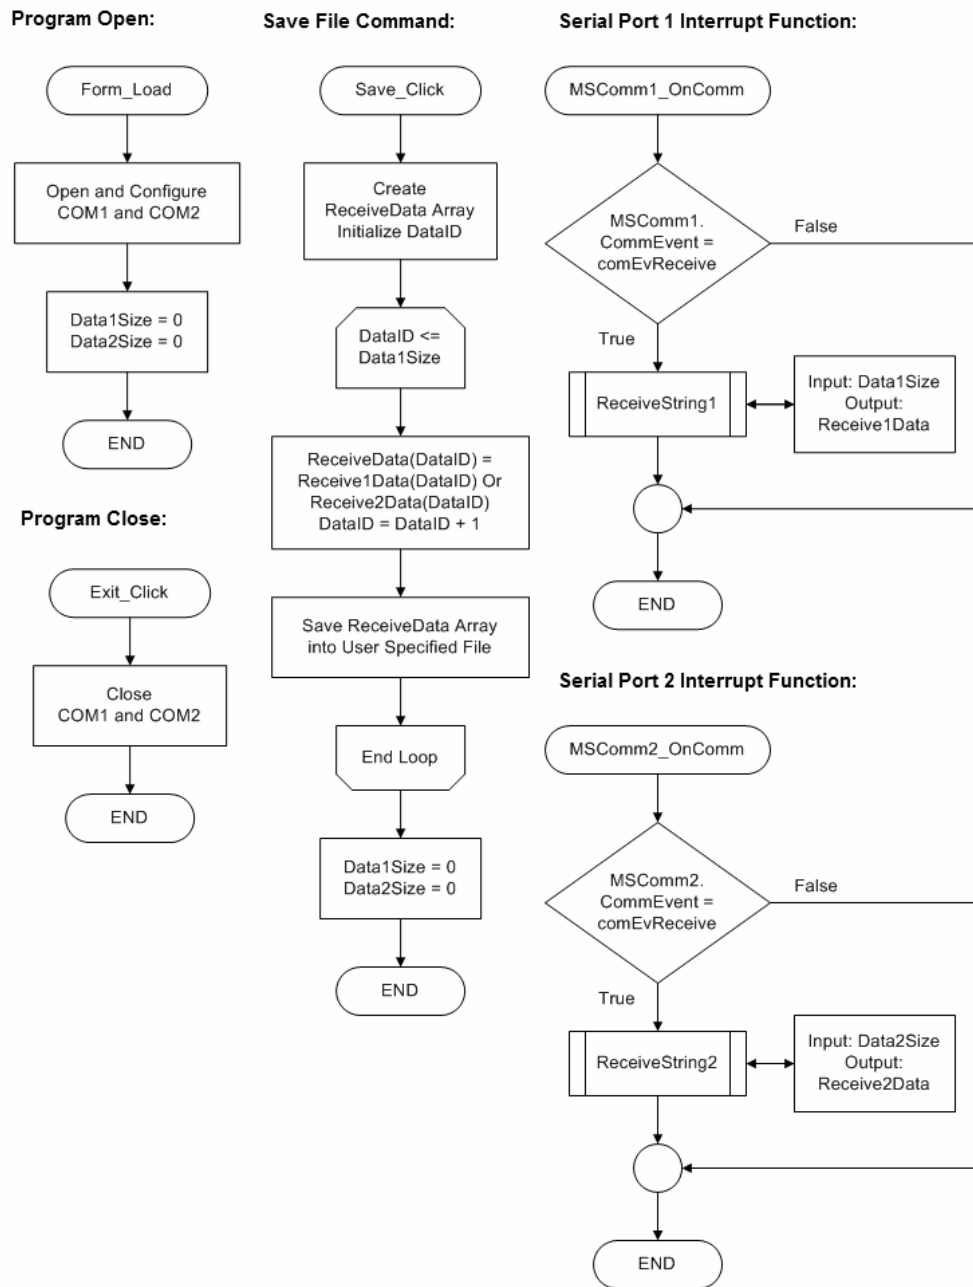 Program Open:
Form_Load
Open and Configure
COM1 and COM2
Data1Size = 0
Data2Size = 0
END
Program Close:
Exit_Click
Close
COM1 and COM2
END
Save File Command:
Save_Click
Create
ReceiveData Array
Initialize DataID
DataID <=
Data1Size
ReceiveData(DataID) =
Receive1Data(DataID) Or
Receive2Data(DataID)
DataID = DataID + 1
Save ReceiveData Array
into User Specified File
End Loop
Data1Size = 0
Data2Size = 0
END
Serial Port 1 Interrupt Function:
MSComm1_OnComm
MSComm1.
CommEvent =
comEvReceive
False
True
ReceiveString1
Input: Data1Size
Output:
Receive1Data
END
Serial Port 2 Interrupt Function:
MSComm2_OnComm
MSComm2.
CommEvent =
comEvReceive
False
True
ReceiveString2
Input: Data2Size
Output:
Receive2Data
END